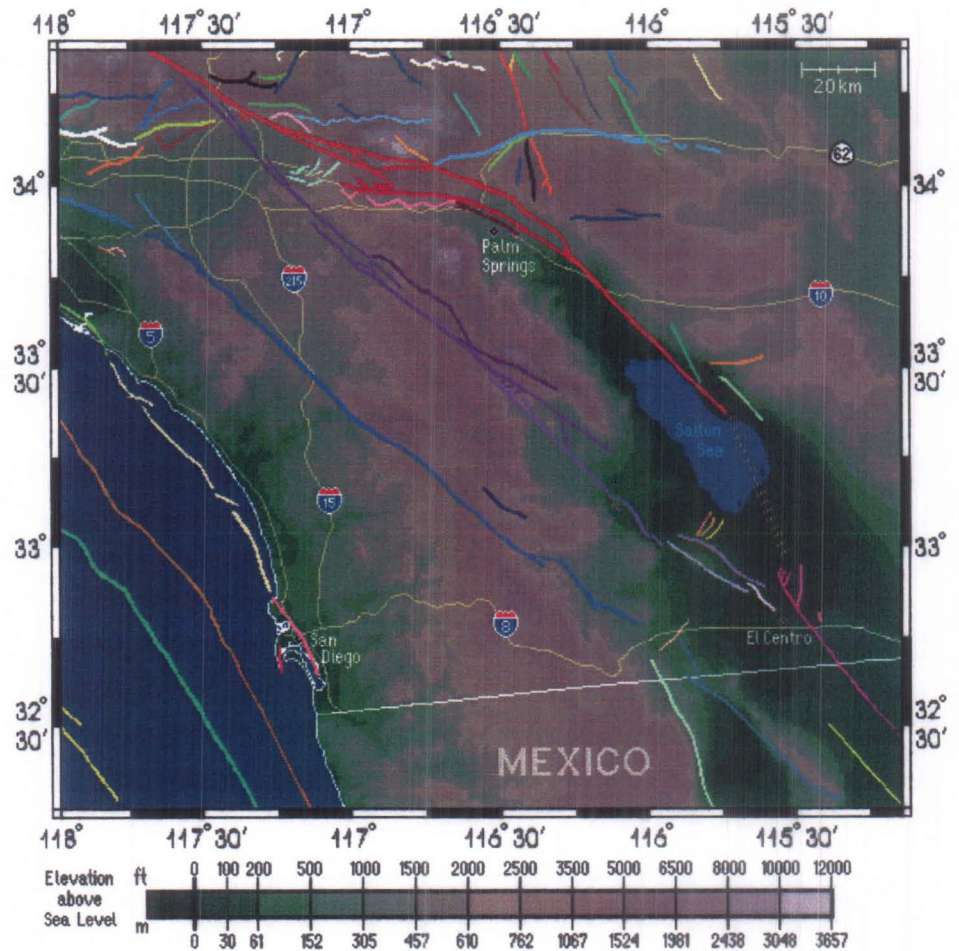 118° 117° 30′ 117° 116° 30′ 116° 115° 30′
20 km
62
34° 34°
Palm
Springs
215
10
5
33° 33°
30′ 30′
Salton
Sea
15
33° 33°
8
San
Diego
El Centro
32° 32°
30′ 30′
MEXICO
118° 117° 30′ 117° 116° 30′ 116° 115° 30′
Elevation
above
Sea Level
ft 0 100 200 500 1000 1500 2000 2500 3500 5000 6500 8000 10000 12000
m 0 30 61 152 305 457 610 762 1067 1524 1981 2438 3048 3657